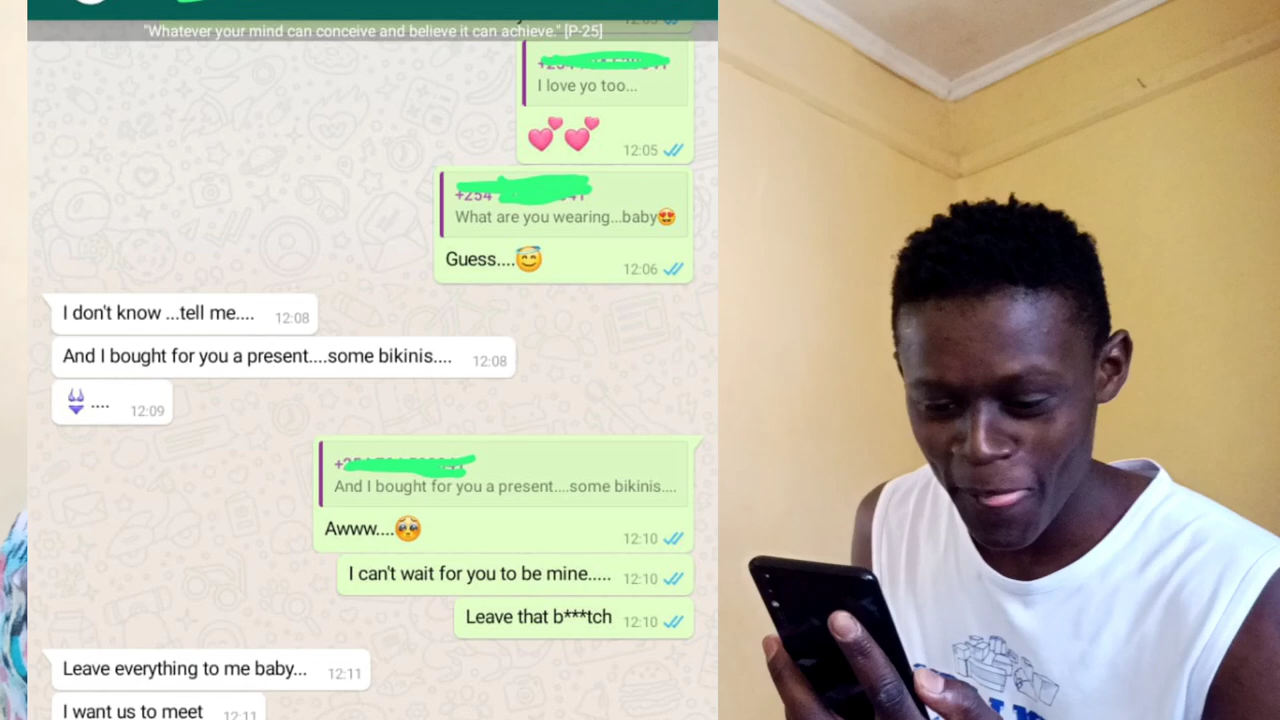 "Whatever your mind can conceive and believe it can achieve." [P-25]
I love yo too...
💕 💕
12:05
+254
What are you wearing...baby😍
Guess....😇
12:06
I don't know ...tell me....
12:08
And I bought for you a present....some bikinis....
12:08
👙 ....
12:09
And I bought for you a present....some bikinis....
Awww....🥺
12:10
I can't wait for you to be mine.....
12:10
Leave that b***tch
12:10
Leave everything to me baby...
12:11
I want us to meet
12:11